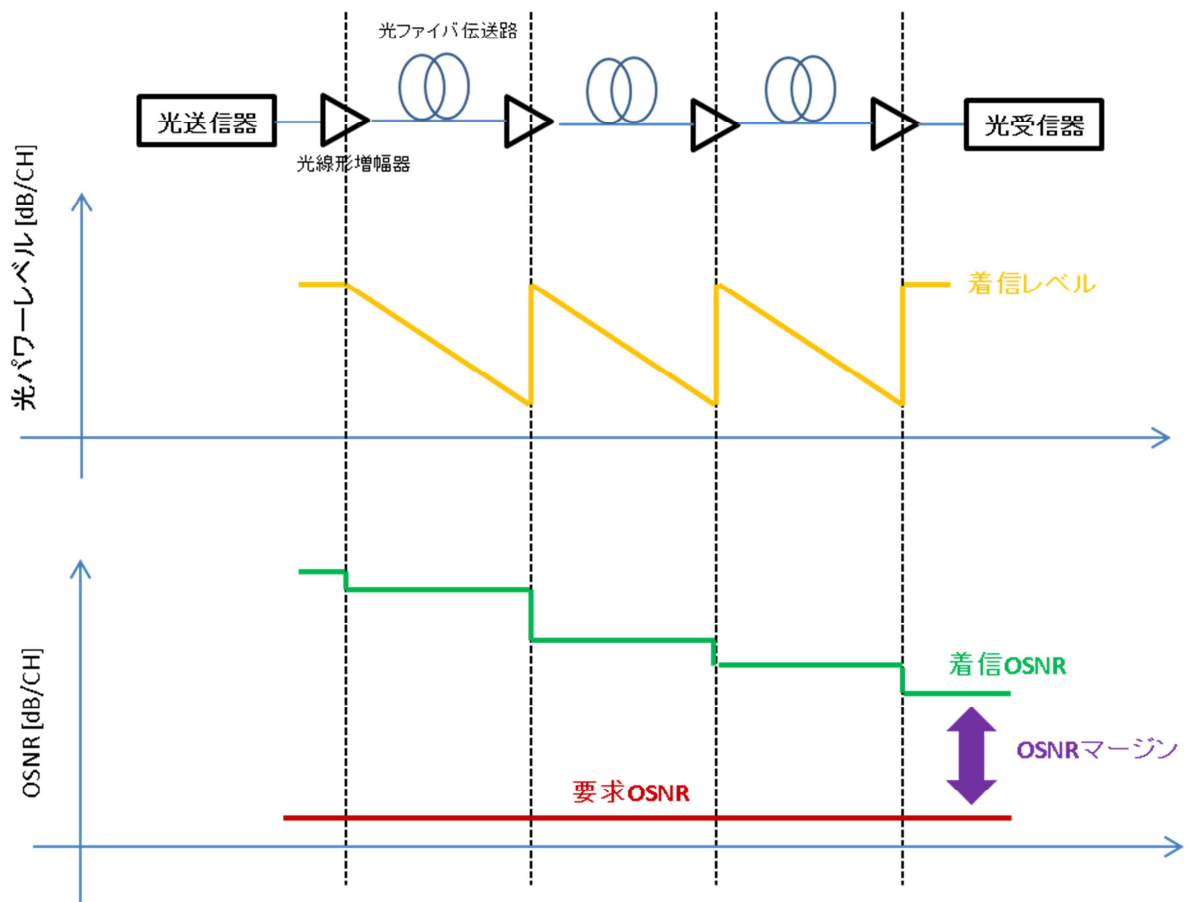 光ファイバ伝送路
光送信器
光受信器
光線形増幅器
光パワーレベル [dB/CH]
着信レベル
OSNR [dB/CH]
着信OSNR
OSNRマージン
要求OSNR